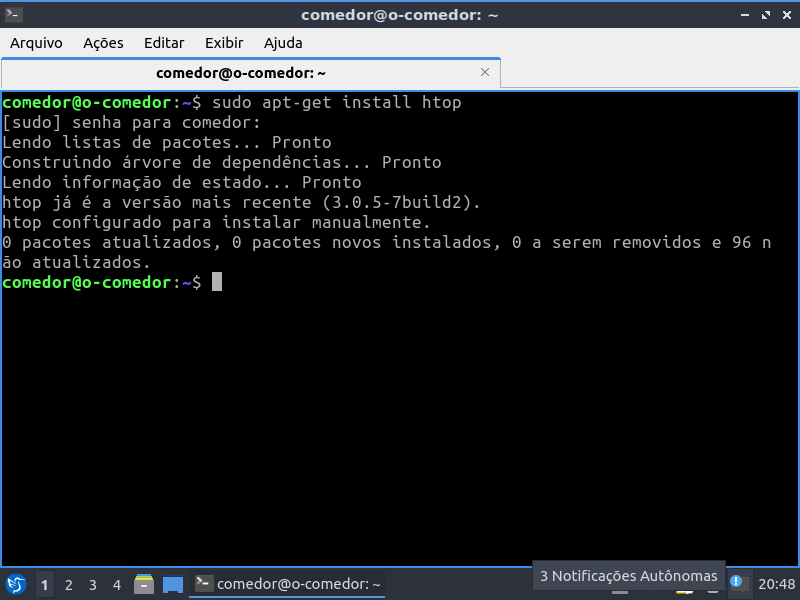 comedor@o-comedor: ~
Arquivo Ações Editar Exibir Ajuda
comedor@o-comedor: ~
comedor@o-comedor:~$ sudo apt-get install htop
[sudo] senha para comedor:
Lendo listas de pacotes... Pronto
Construindo árvore de dependências... Pronto
Lendo informação de estado... Pronto
htop já é a versão mais recente (3.0.5-7build2).
htop configurado para instalar manualmente.
0 pacotes atualizados, 0 pacotes novos instalados, 0 a serem removidos e 96 n
ão atualizados.
comedor@o-comedor:~$
3 Notificações Autônomas
1 2 3 4 comedor@o-comedor: ~ 20:48